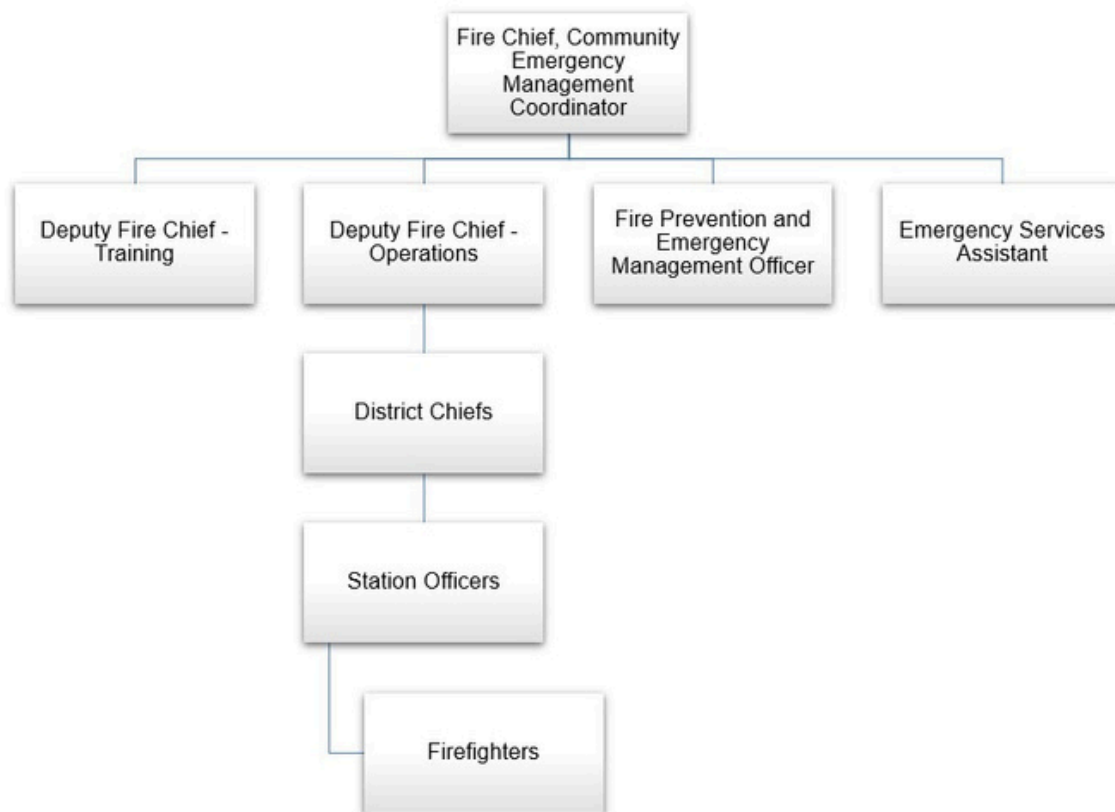 Fire Chief, Community
Emergency
Management
Coordinator
Deputy Fire Chief -
Training
Deputy Fire Chief -
Operations
Fire Prevention and
Emergency
Management Officer
Emergency Services
Assistant
District Chiefs
Station Officers
Firefighters